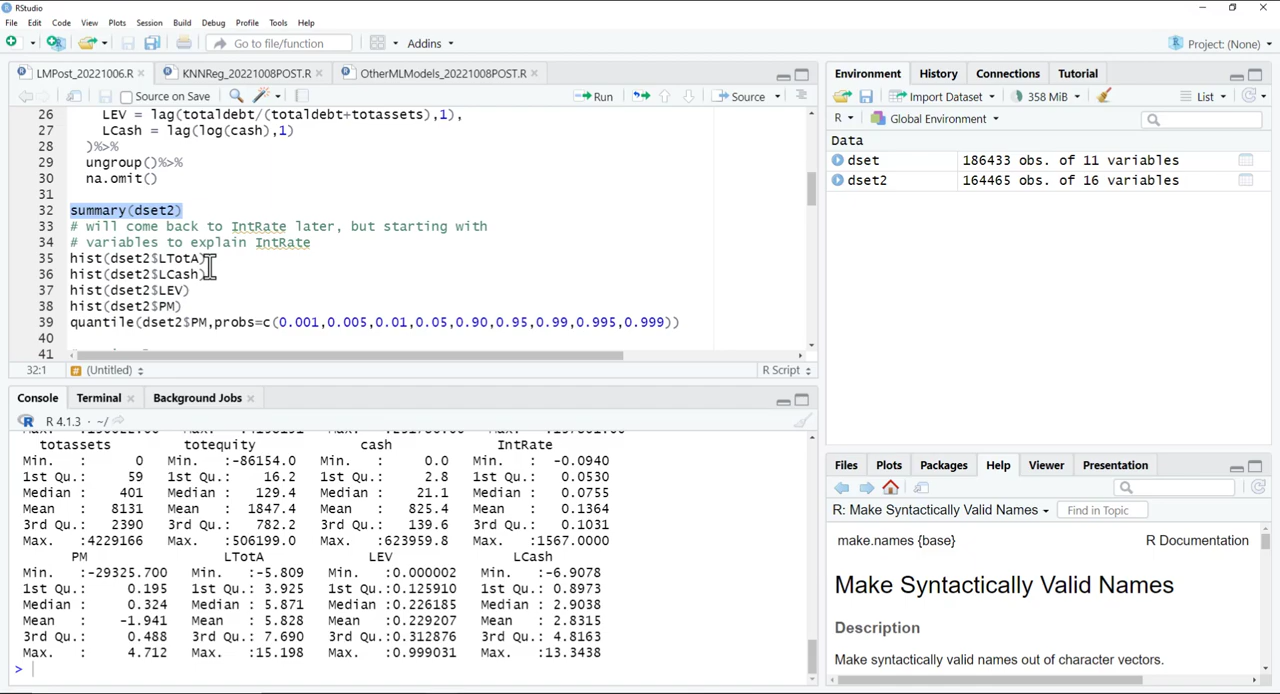 RStudio
File Edit Code View Plots Session Build Debug Profile Tools Help
Go to file/function Addins Project: (None)
LMPost_20221006.R KNNReg_20221008POST.R OtherMLModels_20221008POST.R
Source on Save Run Source
26 LEV = lag(totaldebt/(totaldebt+totassets),1),
27 LCash = lag(log(cash),1)
28 )%>%
29 ungroup()%>%
30 na.omit()
31
32 summary(dset2)
33 # will come back to IntRate later, but starting with
34 # variables to explain IntRate
35 hist(dset2$LTotA)
36 hist(dset2$LCash)
37 hist(dset2$LEV)
38 hist(dset2$PM)
39 quantile(dset2$PM,probs=c(0.001,0.005,0.01,0.05,0.90,0.95,0.99,0.995,0.999))
40
41
32:1 # (Untitled) R Script
Console Terminal Background Jobs
R R 4.1.3 · ~/
totassets totequity cash IntRate
Min. : 0 Min. :-86154.0 Min. : 0.0 Min. : -0.0940
1st Qu.: 59 1st Qu.: 16.2 1st Qu.: 2.8 1st Qu.: 0.0530
Median : 401 Median : 129.4 Median : 21.1 Median : 0.0755
Mean : 8131 Mean : 1847.4 Mean : 825.4 Mean : 0.1364
3rd Qu.: 2390 3rd Qu.: 782.2 3rd Qu.: 139.6 3rd Qu.: 0.1031
Max. :4229166 Max. :506199.0 Max. :623959.8 Max. :1567.0000
PM LTotA LEV LCash
Min. :-29325.700 Min. :-5.809 Min. :0.000002 Min. :-6.9078
1st Qu.: 0.195 1st Qu.: 3.925 1st Qu.:0.125910 1st Qu.: 0.8973
Median : 0.324 Median : 5.871 Median :0.226185 Median : 2.9038
Mean : -1.941 Mean : 5.828 Mean :0.229207 Mean : 2.8315
3rd Qu.: 0.488 3rd Qu.: 7.690 3rd Qu.:0.312876 3rd Qu.: 4.8163
Max. : 4.712 Max. :15.198 Max. :0.999031 Max. :13.3438
>
Environment History Connections Tutorial
Import Dataset 358 MiB List
R Global Environment
Data
dset 186433 obs. of 11 variables
dset2 164465 obs. of 16 variables
Files Plots Packages Help Viewer Presentation
R: Make Syntactically Valid Names Find in Topic
make.names {base} R Documentation
Make Syntactically Valid Names
Description
Make syntactically valid names out of character vectors.